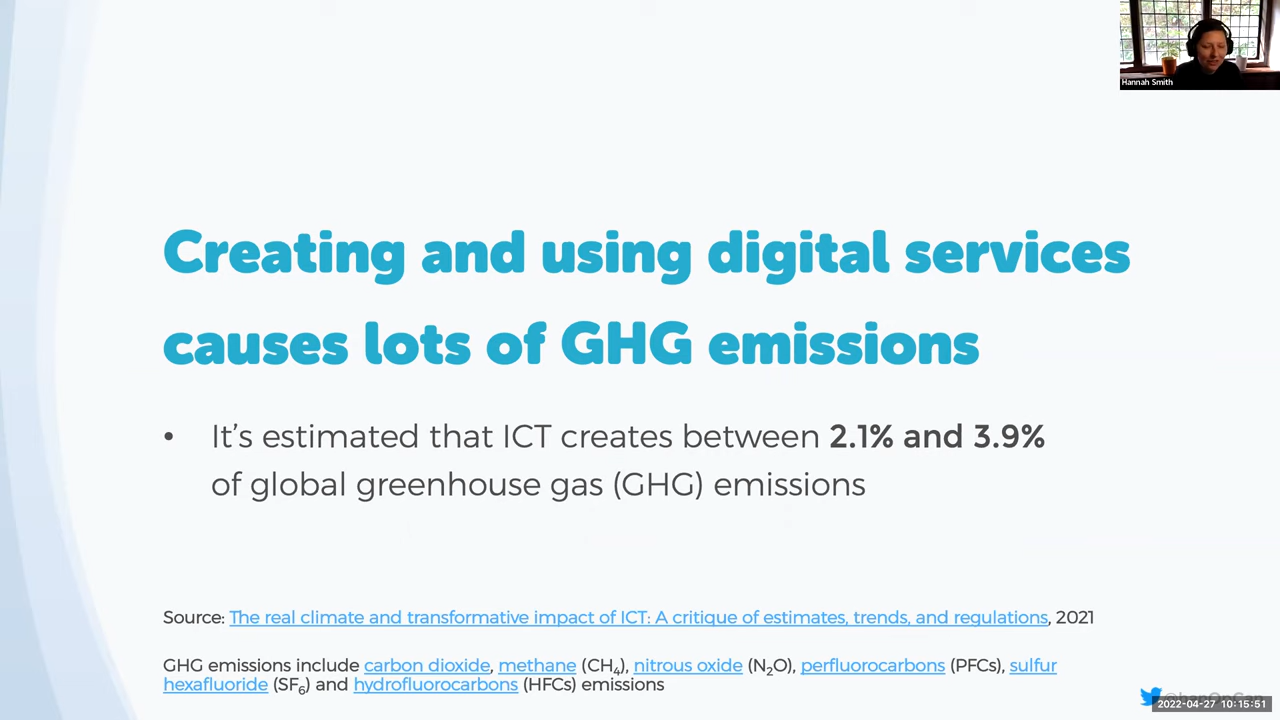 Hannah Smith
Creating and using digital services
causes lots of GHG emissions
• It's estimated that ICT creates between 2.1% and 3.9%
of global greenhouse gas (GHG) emissions
Source: The real climate and transformative impact of ICT: A critique of estimates, trends, and regulations, 2021
GHG emissions include carbon dioxide, methane (CH₄), nitrous oxide (N₂O), perfluorocarbons (PFCs), sulfur
hexafluoride (SF₆) and hydrofluorocarbons (HFCs) emissions
2022-04-27 10:15:51